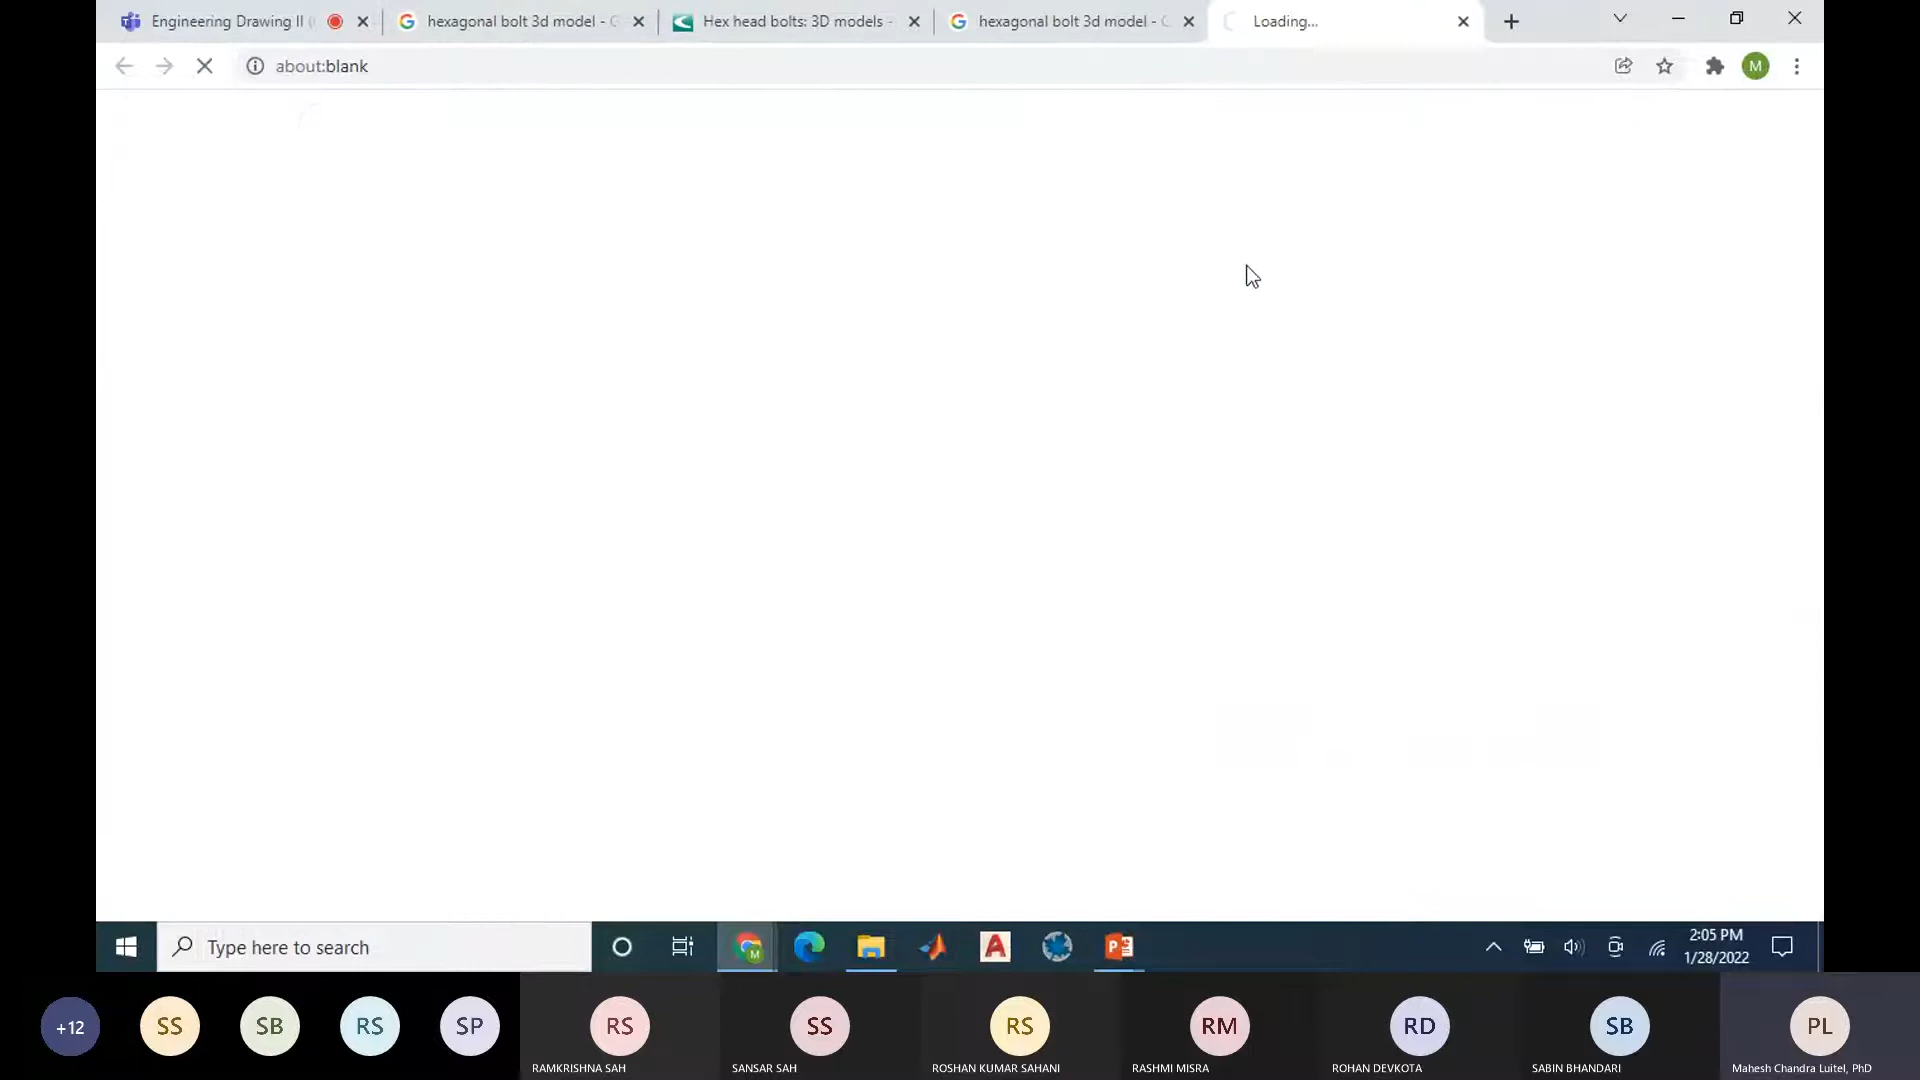 Engineering Drawing II
hexagonal bolt 3d model - G
Hex head bolts: 3D models -
hexagonal bolt 3d model - G
Loading...
about:blank
M
Type here to search
2:05 PM
1/28/2022
+12
SS
SB
RS
SP
RS
SS
RS
RM
RD
SB
PL
RAMKRISHNA SAH
SANSAR SAH
ROSHAN KUMAR SAHANI
RASHMI MISRA
ROHAN DEVKOTA
SABIN BHANDARI
Mahesh Chandra Luitel, PhD